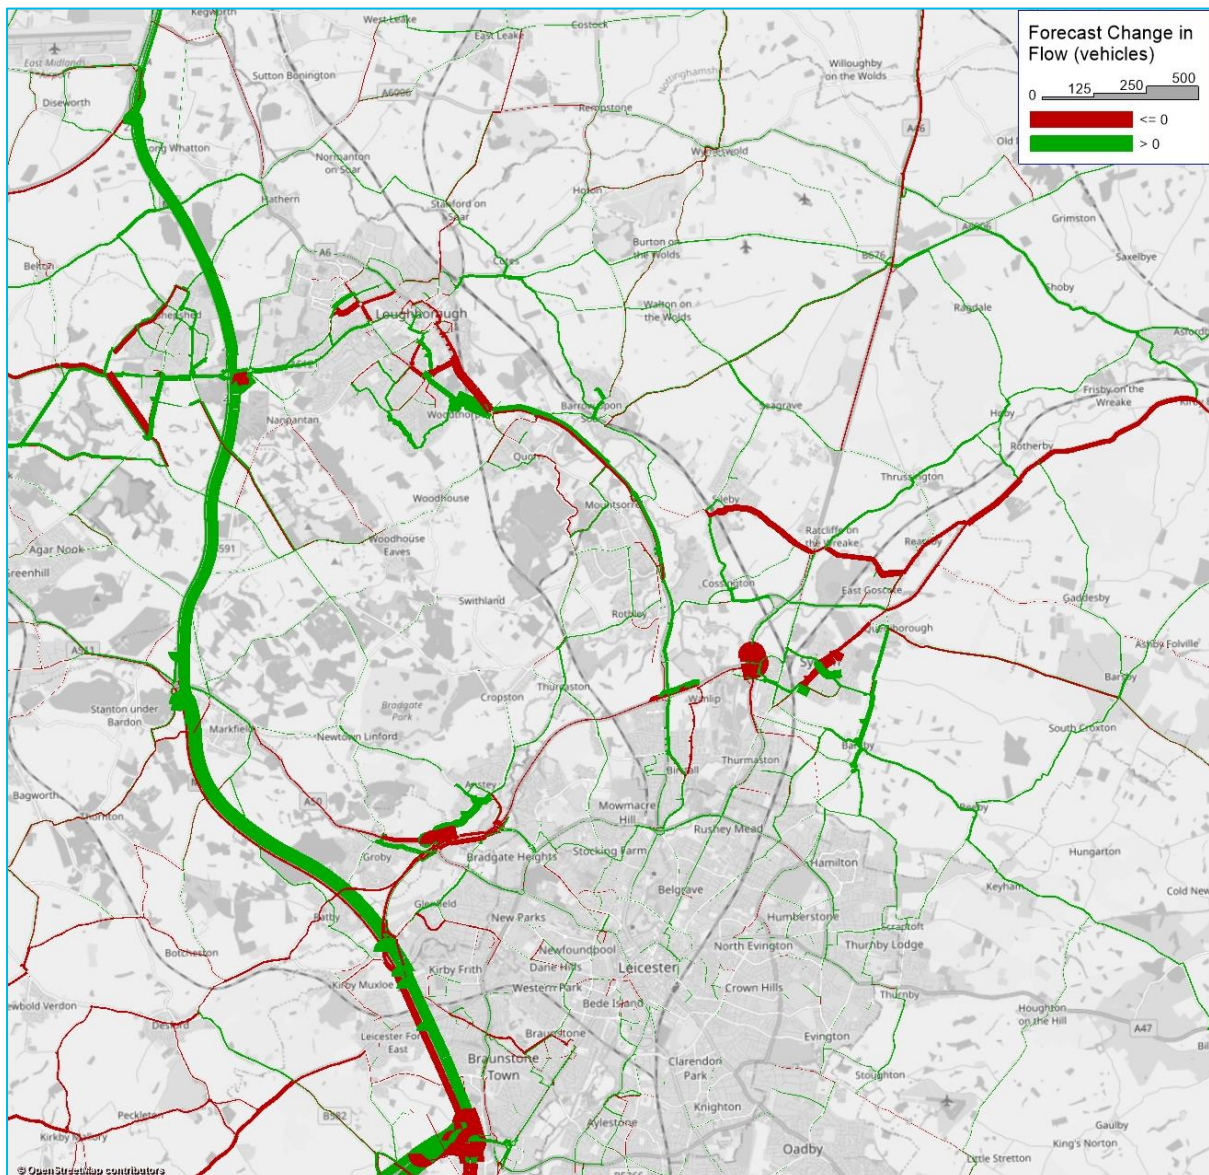 Forecast Change in
Flow (vehicles)
0 125 250 500
<= 0
> 0
Kegworth
West Leake
Costock
East Leake
East Midlands
Sutton Bonington
Willoughby
on the Wolds
Nottinghamshire
A6006
Diseworth
Rempstone
A46
Long Whatton
Normanton
on Soar
Wymeswold
Hathern
Hoton
Stanford on
Soar
Grimston
A6006
Burton on
the Wolds
A6
Cotes
B676
Saxelbye
Belton
Shoby
Walton on
the Wolds
Ragdale
Shepshed
Loughborough
Asfordby
Frisby on the
Wreake
Barrow upon
Soar
Seagrave
Hoby
Woodthorpe
Nanpantan
Rotherby
Quorn
Thrussington
Woodhouse
Sileby
Mountsorrel
Ratcliffe on
the Wreake
Rearsby
Woodhouse
Eaves
Agar Nook
Greenhill
Cossington
East Goscote
Swithland
Gaddesby
Rothley
Queniborough
Ashby Folville
A511
Barsby
Thurcaston
Cropston
Wanlip
Stanton under
Bardon
Bradgate
Park
Markfield
Newtown Linford
South Croxton
Barkby
Thurmaston
Birstall
Anstey
Bagworth
A50
Mowmacre
Hill
Beeby
Thornton
Rushey Mead
Groby
Bradgate Heights
Stocking Farm
Hamilton
Hungarton
Belgrave
Keyham
Cold New
Glenfield
Ratby
New Parks
Humberstone
Scraptoft
Botcheston
Newfoundpool
North Evington
Thurnby Lodge
Kirby Frith
Dane Hills
Leicester
Kirby Muxloe
Western Park
Crown Hills
Thurnby
Bede Island
Houghton
on the Hill
Desford
A47
Leicester For
East
Braunstone
Evington
Braunstone
Town
Clarendon
Park
Stoughton
Peckleton
B582
Knighton
Aylestone
Gaulby
Kirkby Mallory
King's Norton
Oadby
Little Stretton
© OpenStreetMap contributors